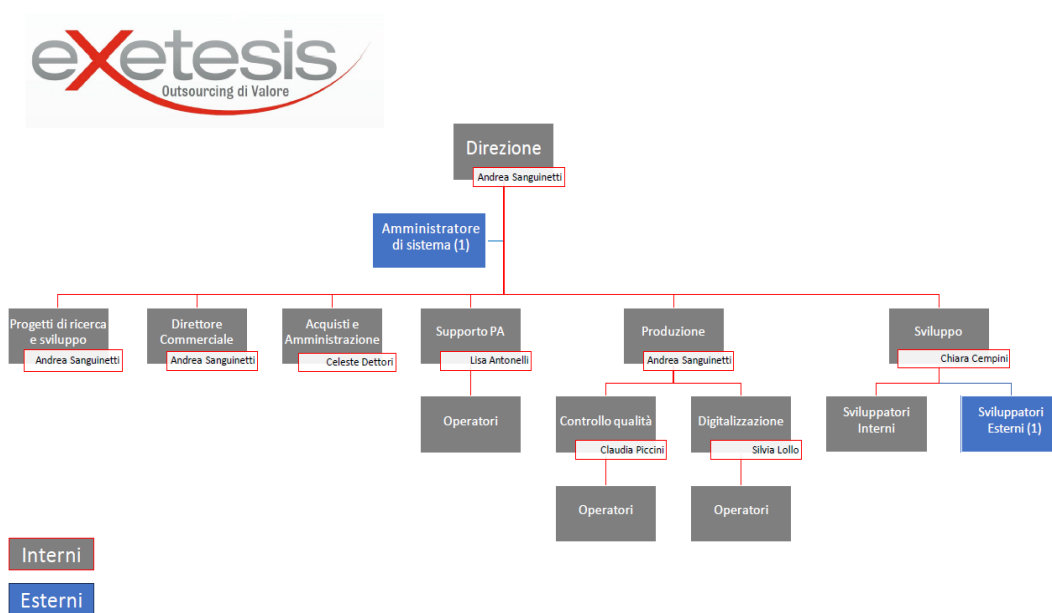 eXetesis
Outsourcing di Valore
Direzione
Andrea Sanguinetti
Amministratore
di sistema (1)
Progetti di ricerca
e sviluppo
Andrea Sanguinetti
Direttore
Commerciale
Andrea Sanguinetti
Acquisti e
Amministrazione
Celeste Dettori
Supporto PA
Lisa Antonelli
Produzione
Andrea Sanguinetti
Sviluppo
Chiara Cempini
Operatori
Controllo qualità
Claudia Piccini
Digitalizzazione
Silvia Lollo
Sviluppatori
Interni
Sviluppatori
Esterni (1)
Operatori
Operatori
Interni
Esterni